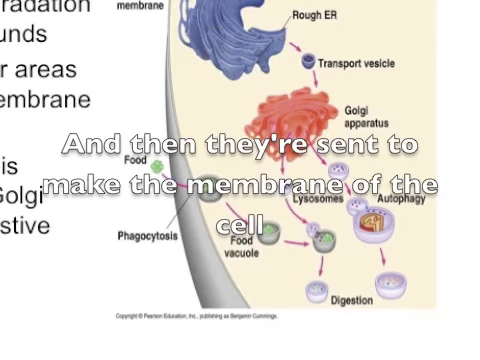 radation
unds
r areas
embrane
is
Golgi
stive
membrane
Rough ER
Transport vesicle
Golgi
apparatus
And then they're sent to
make the membrane of the
cell
Food
Lysosomes
Autophagy
Phagocytosis
Food
vacuole
Digestion
Copyright © Pearson Education, Inc., publishing as Benjamin Cummings.